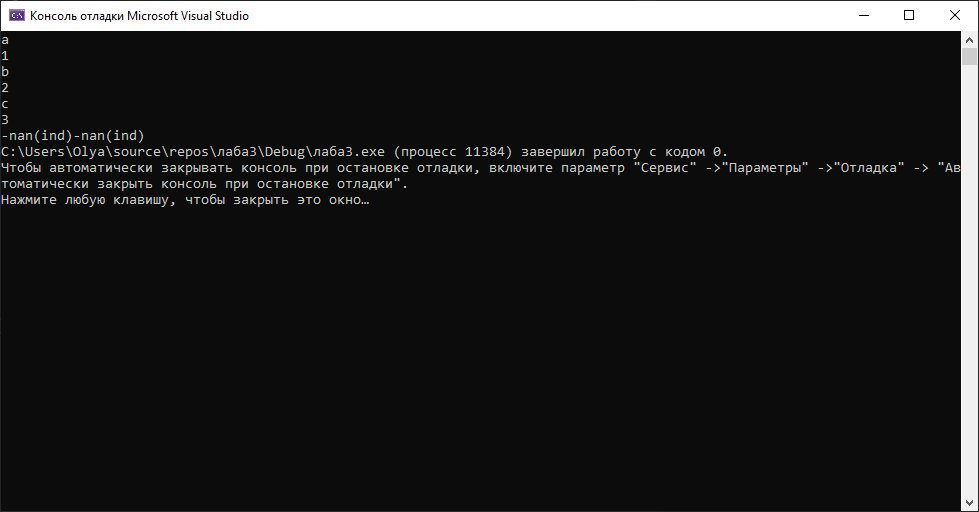 Консоль отладки Microsoft Visual Studio
a
1
b
2
c
3
-nan(ind)-nan(ind)
C:\Users\Olya\source\repos\лаба3\Debug\лаба3.exe (процесс 11384) завершил работу с кодом 0.
Чтобы автоматически закрывать консоль при остановке отладки, включите параметр "Сервис" ->"Параметры" ->"Отладка" -> "Ав
томатически закрыть консоль при остановке отладки".
Нажмите любую клавишу, чтобы закрыть это окно…